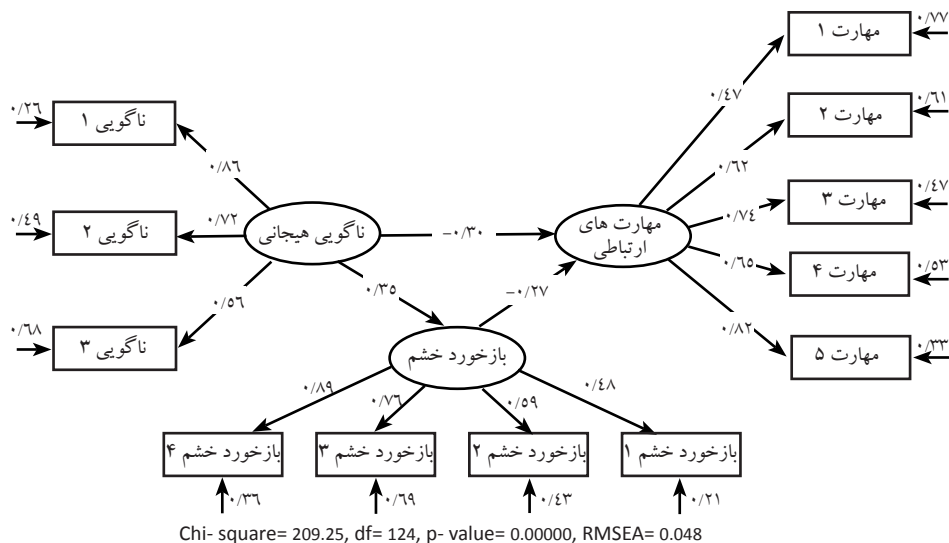 ۰/۷۷
مهارت ۱
۰/۶۱
مهارت ۲
۰/۴۷
مهارت ۳
۰/۵۳
مهارت ۴
۰/۳۳
مهارت ۵
۰/۴۷
۰/۶۲
۰/۷۴
۰/۶۵
۰/۸۲
مهارت های
ارتباطی
−۰/۳۰
−۰/۲۷
ناگویی هیجانی
۰/۳۵
۰/۸۶
۰/۷۲
۰/۵۶
ناگویی ۱
۰/۲۶
ناگویی ۲
۰/۴۹
ناگویی ۳
۰/۶۸
بازخورد خشم
۰/۴۸
۰/۵۹
۰/۷۶
۰/۸۹
بازخورد خشم ۱
بازخورد خشم ۲
بازخورد خشم ۳
بازخورد خشم ۴
۰/۲۱
۰/۴۳
۰/۶۹
۰/۳۶
Chi- square= 209.25, df= 124, p- value= 0.00000, RMSEA= 0.048